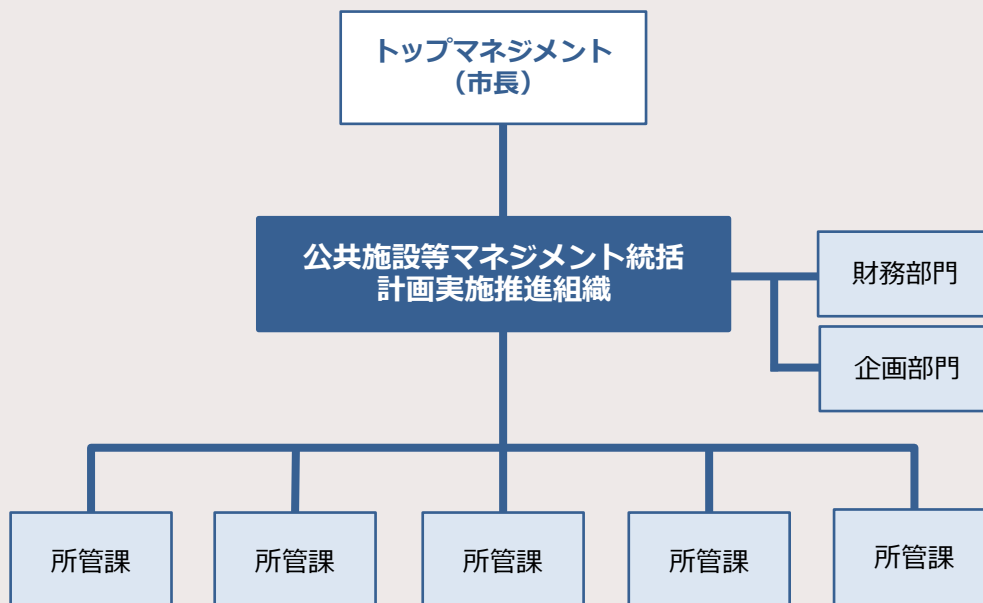 トップマネジメント
（市長）
公共施設等マネジメント統括
計画実施推進組織
財務部門
企画部門
所管課
所管課
所管課
所管課
所管課